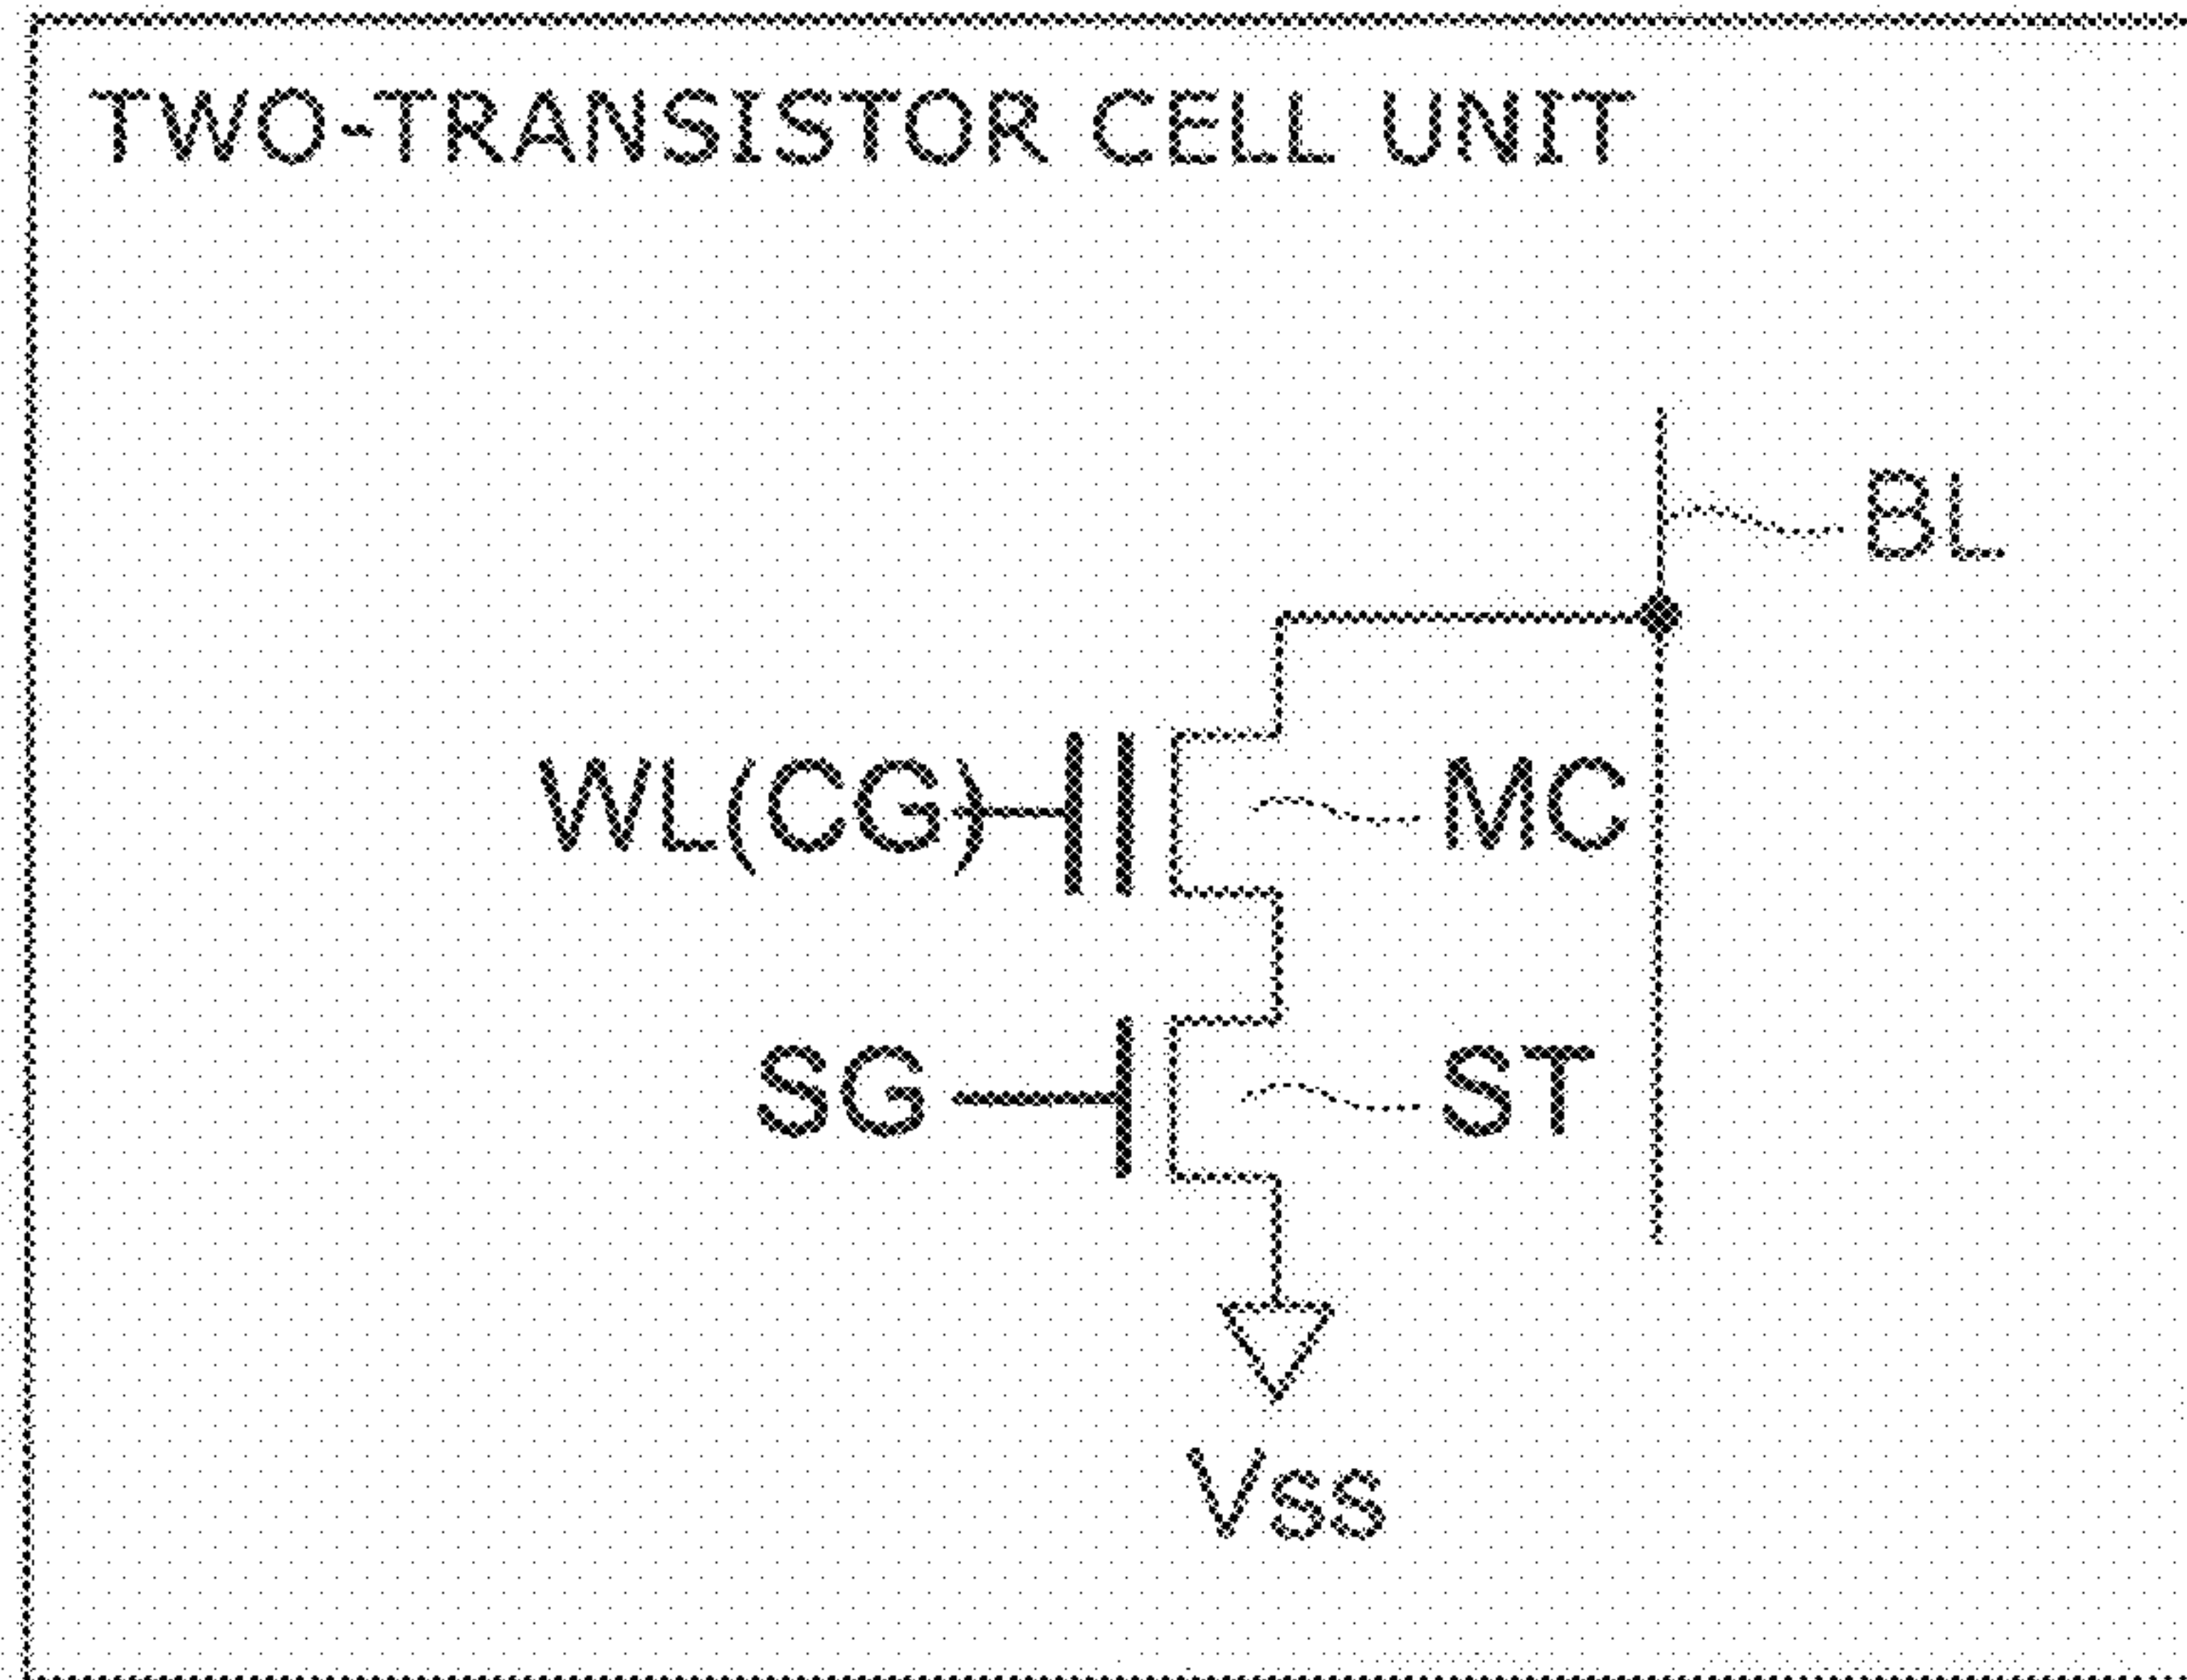 TWO-TRANSISTOR CELL UNIT
BL
WL(CG)
MC
SG
ST
Vss